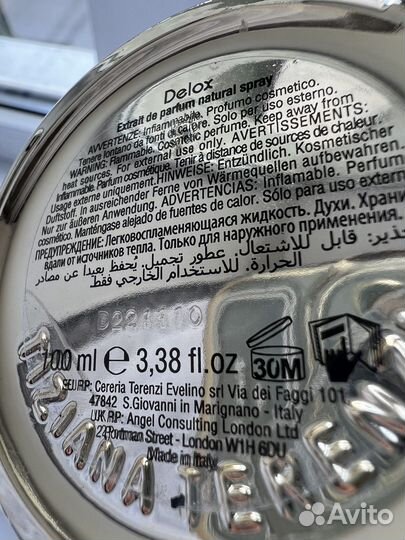 Delox
Extrait de parfum natural spray
AVVERTENZE: Infiammabile. Profumo cosmetico.
Tenere lontano da fonti di calore. Solo per uso esterno.
WARNING: Flammable. Cosmetic perfume. Keep away from
heat sources. For external use only. AVERTISSEMENTS:
Inflammable. Parfum cosmétique. Tenir à distance de sources de chaleur.
Usage externe uniquement. HINWEISE: Entzündlich. Kosmetischer
Duftstoff. In ausreichender Ferne von Wärmequellen aufbewahren.
Nur zur äußeren Anwendung. ADVERTENCIAS: Inflamable. Perfume
cosmético. Manténgase alejado de fuentes de calor. Sólo para uso externo
ПРЕДУПРЕЖДЕНИЕ: Легковоспламеняющаяся жидкость. Духи. Храни
вдали от источников тепла. Только для наружного применения.
تحذير: قابل للاشتعال. عطور تجميل. يُحفظ بعيدا عن مصادر
الحرارة. للاستخدام الخارجي فقط
100 ml e 3,38 fl.oz
30M
EU RP: Cereria Terenzi Evelino srl Via dei Faggi 101
47842 S.Giovanni in Marignano - Italy
UK RP: Angel Consulting London Ltd
23 Portman Street - London W1H 6DU
Made in Italy
TIZIANA TEREN
Avito